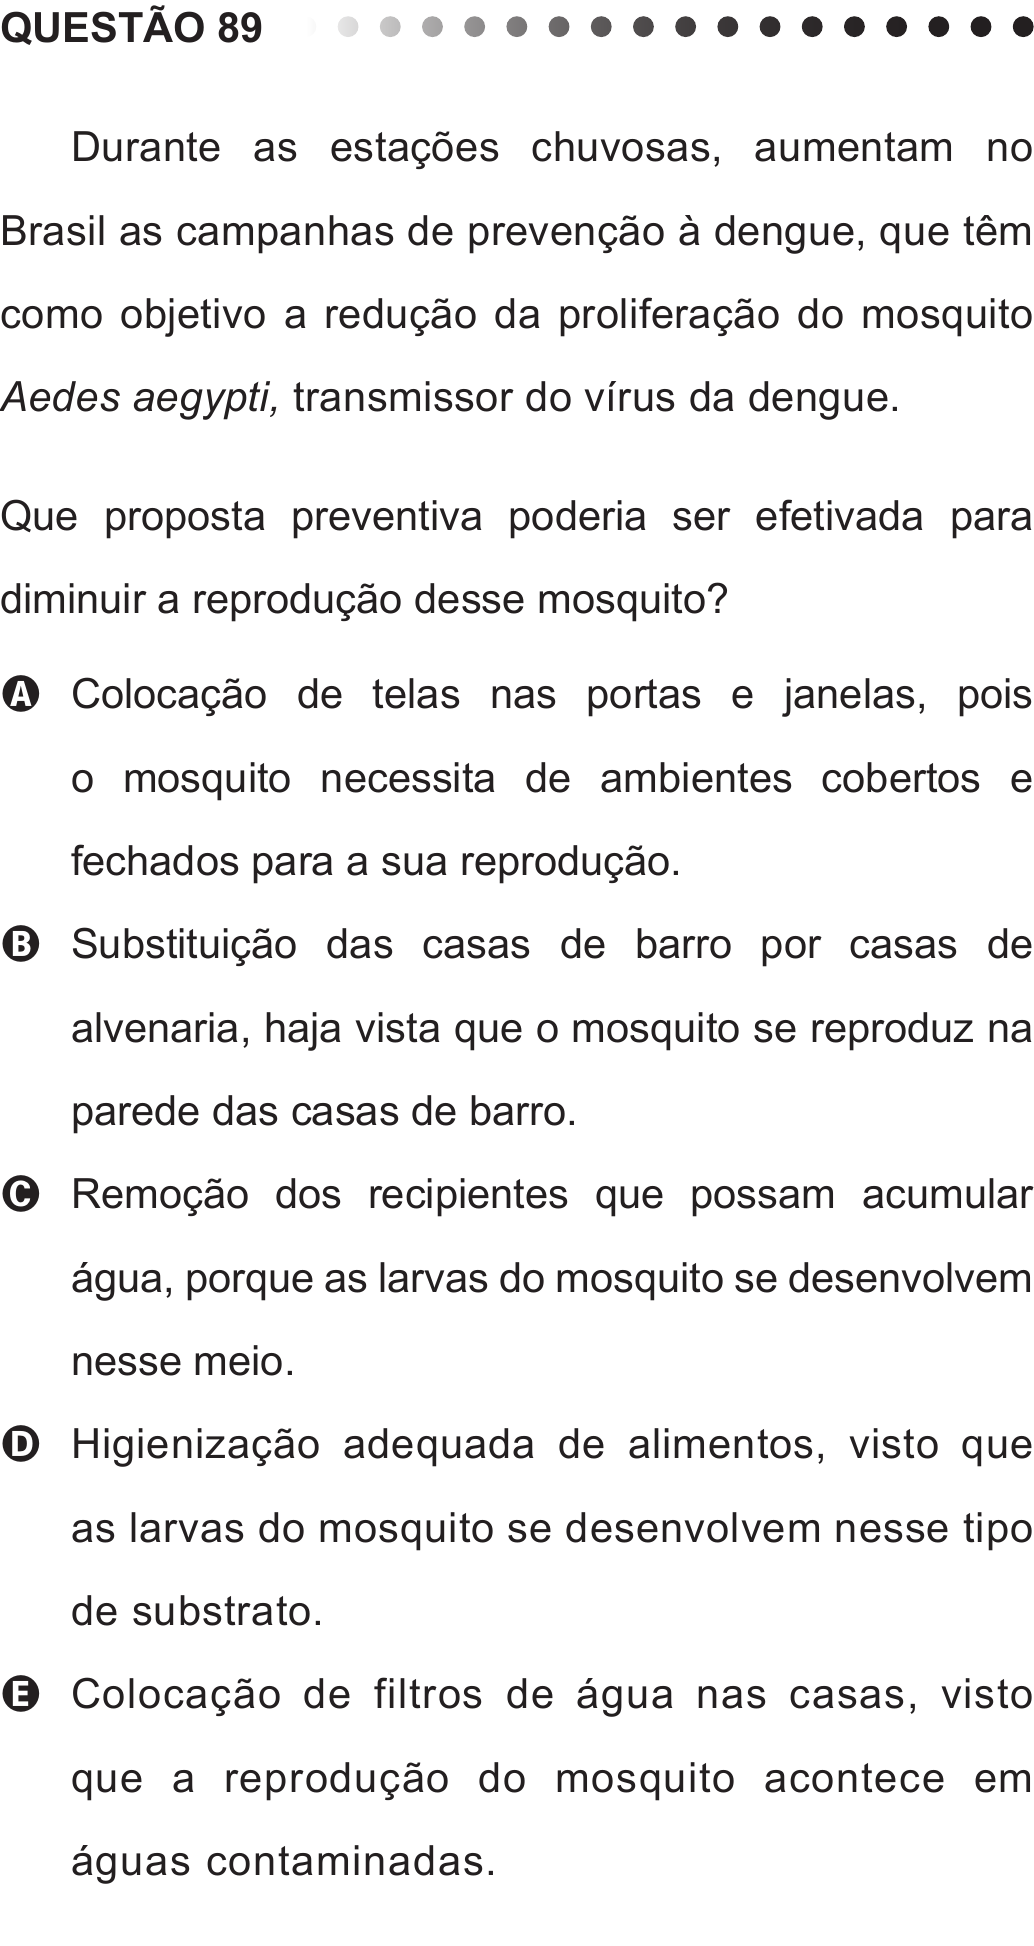 QUESTÃO 89
Durante as estações chuvosas, aumentam no
Brasil as campanhas de prevenção à dengue, que têm
como objetivo a redução da proliferação do mosquito
Aedes aegypti, transmissor do vírus da dengue.
Que proposta preventiva poderia ser efetivada para
diminuir a reprodução desse mosquito?
A Colocação de telas nas portas e janelas, pois
o mosquito necessita de ambientes cobertos e
fechados para a sua reprodução.
B Substituição das casas de barro por casas de
alvenaria, haja vista que o mosquito se reproduz na
parede das casas de barro.
C Remoção dos recipientes que possam acumular
água, porque as larvas do mosquito se desenvolvem
nesse meio.
D Higienização adequada de alimentos, visto que
as larvas do mosquito se desenvolvem nesse tipo
de substrato.
E Colocação de filtros de água nas casas, visto
que a reprodução do mosquito acontece em
águas contaminadas.